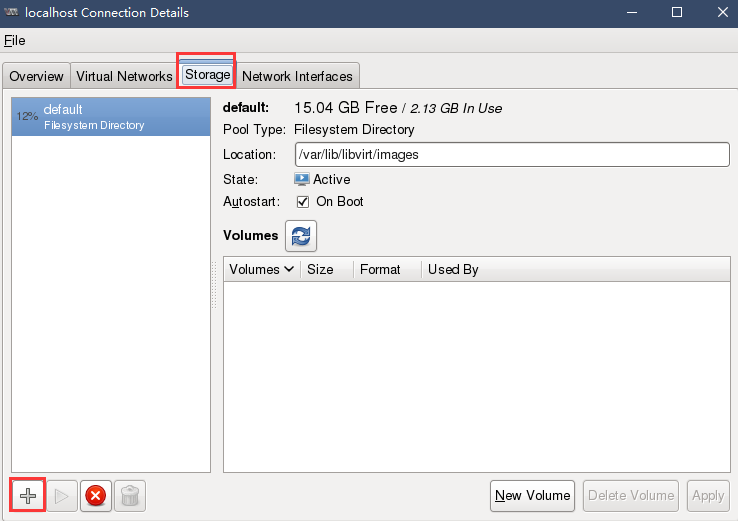 localhost Connection Details
File
Overview Virtual Networks Storage Network Interfaces
12% default
Filesystem Directory
default: 15.04 GB Free / 2.13 GB In Use
Pool Type: Filesystem Directory
Location: /var/lib/libvirt/images
State: Active
Autostart: On Boot
Volumes
Volumes Size Format Used By
New Volume Delete Volume Apply